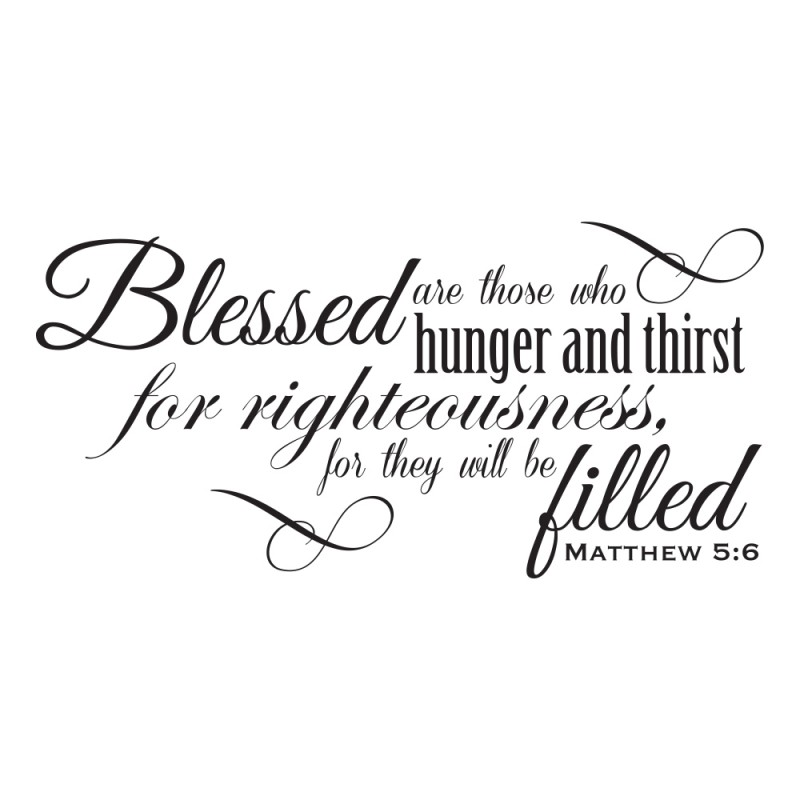 Blessed are those who
hunger and thirst
for righteousness,
for they will be
filled
MATTHEW 5:6